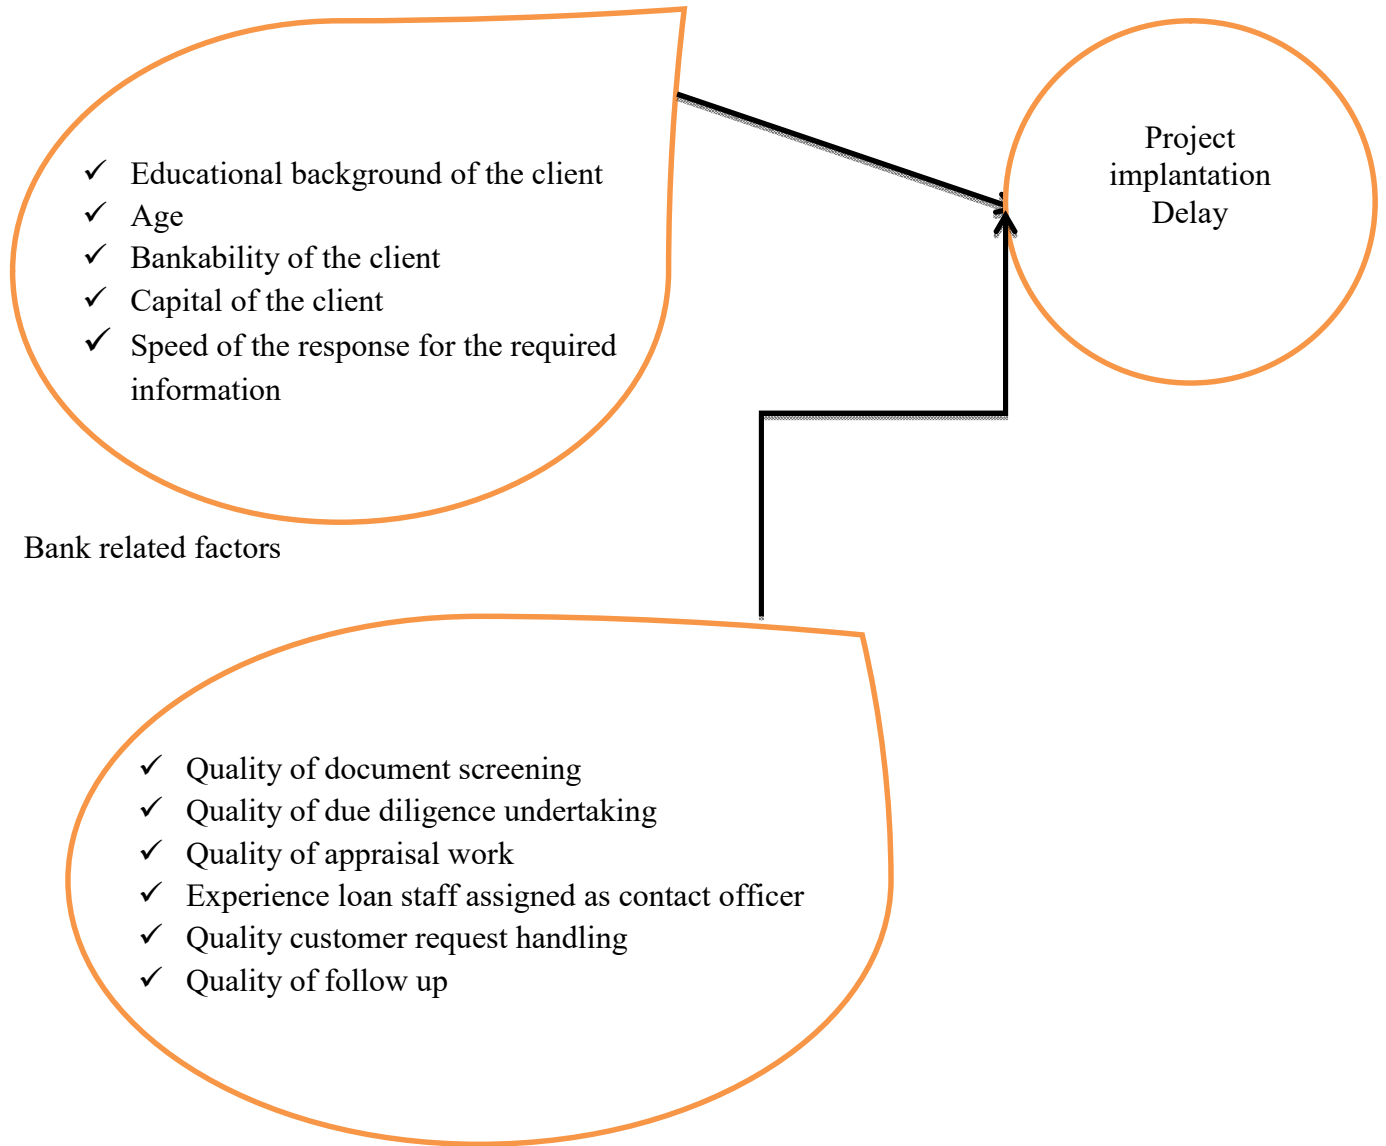 ✓ Educational background of the client
✓ Age
✓ Bankability of the client
✓ Capital of the client
✓ Speed of the response for the required
information
Project
implantation
Delay
Bank related factors
✓ Quality of document screening
✓ Quality of due diligence undertaking
✓ Quality of appraisal work
✓ Experience loan staff assigned as contact officer
✓ Quality customer request handling
✓ Quality of follow up